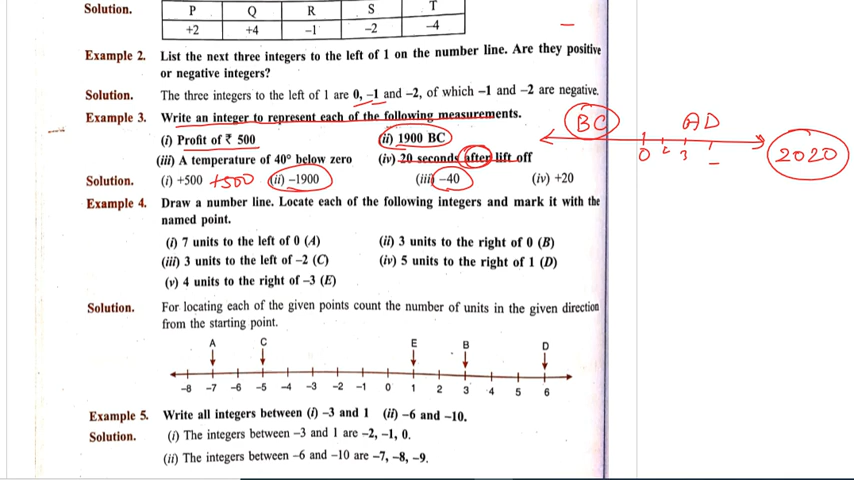 Solution. P Q R S T
+2 +4 −1 −2 −4
Example 2. List the next three integers to the left of 1 on the number line. Are they positive
or negative integers?
Solution. The three integers to the left of 1 are 0, −1 and −2, of which −1 and −2 are negative.
Example 3. Write an integer to represent each of the following measurements.
(i) Profit of ₹ 500 (ii) 1900 BC
(iii) A temperature of 40° below zero (iv) 20 seconds after lift off
Solution. (i) +500 +500 (ii) −1900 (iii) −40 (iv) +20
BC AD
0 2 3
2020
Example 4. Draw a number line. Locate each of the following integers and mark it with the
named point.
(i) 7 units to the left of 0 (A) (ii) 3 units to the right of 0 (B)
(iii) 3 units to the left of −2 (C) (iv) 5 units to the right of 1 (D)
(v) 4 units to the right of −3 (E)
Solution. For locating each of the given points count the number of units in the given direction
from the starting point.
A C E B D
−8 −7 −6 −5 −4 −3 −2 −1 0 1 2 3 4 5 6
Example 5. Write all integers between (i) −3 and 1 (ii) −6 and −10.
Solution. (i) The integers between −3 and 1 are −2, −1, 0.
(ii) The integers between −6 and −10 are −7, −8, −9.